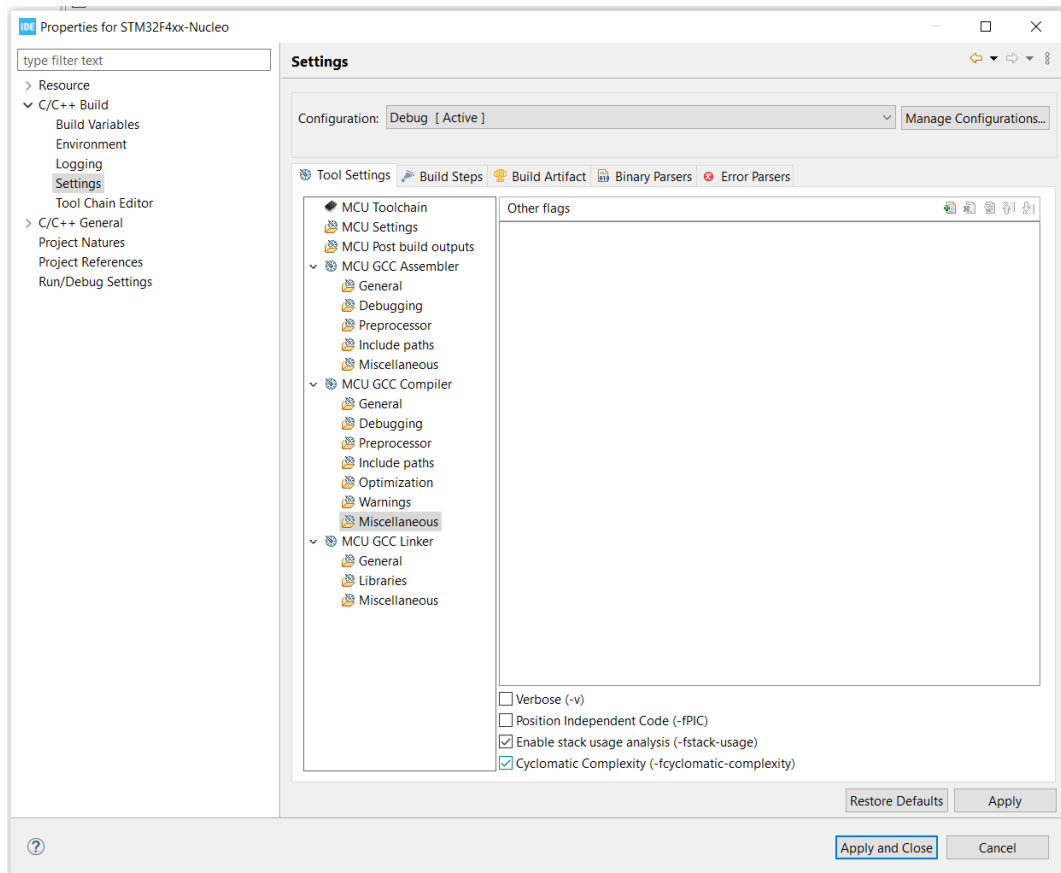 IDE Properties for STM32F4xx-Nucleo
type filter text
Resource
C/C++ Build
Build Variables
Environment
Logging
Settings
Tool Chain Editor
C/C++ General
Project Natures
Project References
Run/Debug Settings
Settings
Configuration: Debug [ Active ] Manage Configurations...
Tool Settings Build Steps Build Artifact Binary Parsers Error Parsers
MCU Toolchain
MCU Settings
MCU Post build outputs
MCU GCC Assembler
General
Debugging
Preprocessor
Include paths
Miscellaneous
MCU GCC Compiler
General
Debugging
Preprocessor
Include paths
Optimization
Warnings
Miscellaneous
MCU GCC Linker
General
Libraries
Miscellaneous
Other flags
Verbose (-v)
Position Independent Code (-fPIC)
Enable stack usage analysis (-fstack-usage)
Cyclomatic Complexity (-fcyclomatic-complexity)
Restore Defaults Apply
? Apply and Close Cancel